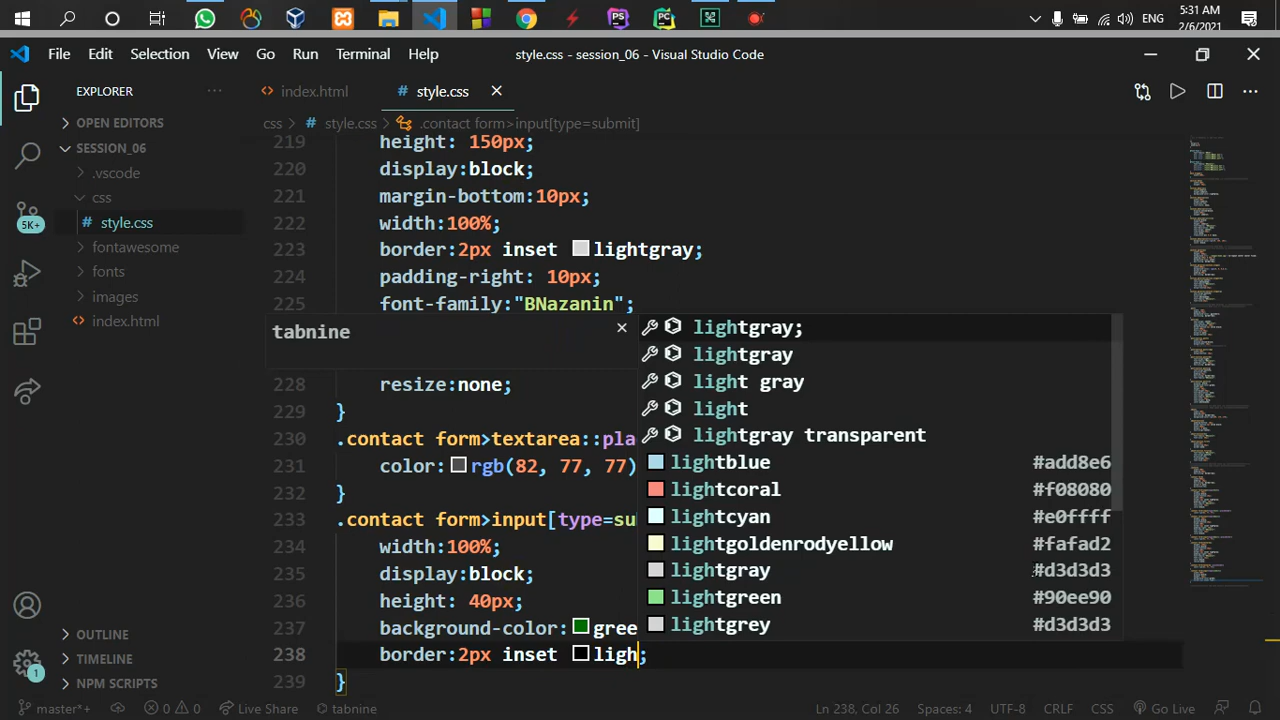 ENG
5:31 AM
2/6/2021
File Edit Selection View Go Run Terminal Help
style.css - session_06 - Visual Studio Code
EXPLORER
index.html
# style.css
css > # style.css > .contact form>input[type=submit]
OPEN EDITORS
SESSION_06
.vscode
css
# style.css
fontawesome
fonts
images
index.html
OUTLINE
TIMELINE
NPM SCRIPTS
5K+
1
219 height: 150px;
220 display:block;
221 margin-bottom:10px;
222 width:100%;
223 border:2px inset lightgray;
224 padding-right: 10px;
225 font-family:"BNazanin";
tabnine
228 resize:none;
229 }
230 .contact form>textarea::pla
231 color:rgb(82, 77, 77)
232 }
233 .contact form>input[type=su
234 width:100%;
235 display:block;
236 height: 40px;
237 background-color:gree
238 border:2px inset ligh;
239 }
lightgray;
lightgray
light gray
light
lightgray transparent
lightblue #add8e6
lightcoral #f08080
lightcyan #e0ffff
lightgoldenrodyellow #fafad2
lightgray #d3d3d3
lightgreen #90ee90
lightgrey #d3d3d3
master*+ 0 0 Live Share tabnine
Ln 238, Col 26 Spaces: 4 UTF-8 CRLF CSS Go Live